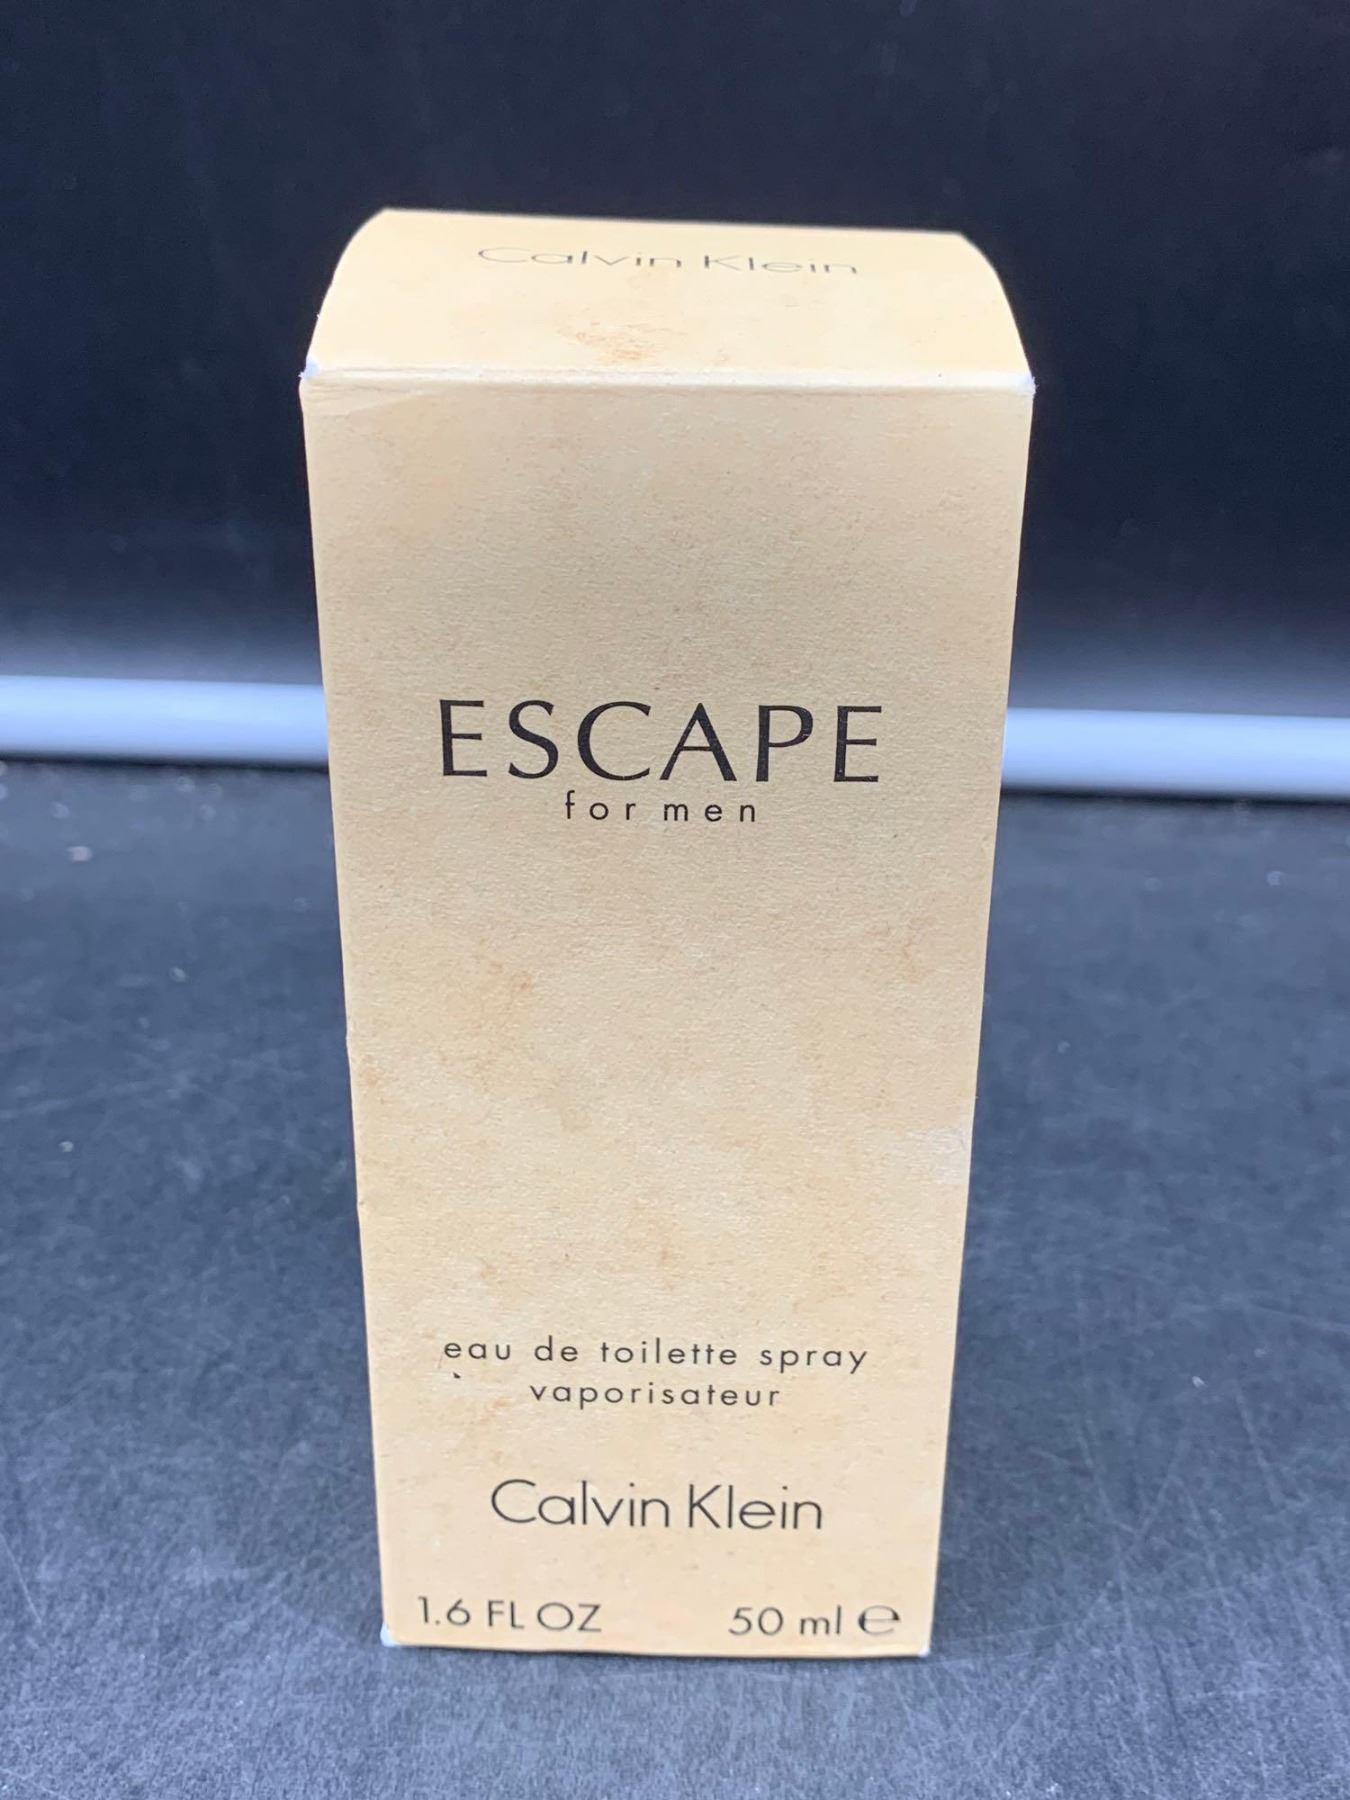 Calvin Klein
ESCAPE
for men
eau de toilette spray
vaporisateur
Calvin Klein
1.6 FL OZ 50 ml ℮